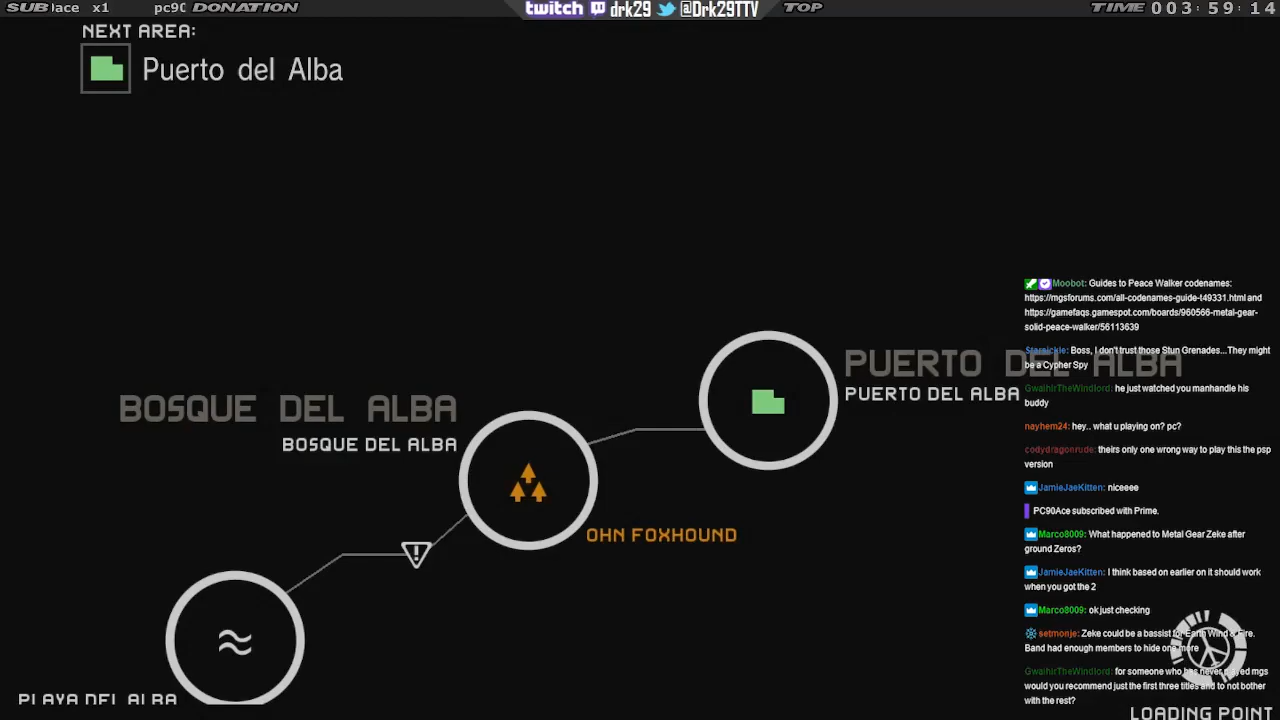 SUB lace x1 pc90 DONATION twitch drk29 @Drk29TTV TOP TIME 003:59:14
NEXT AREA:
Puerto del Alba
Moobot: Guides to Peace Walker codenames:
https://mgsforums.com/all-codenames-guide-t49331.html and
https://gamefaqs.gamespot.com/boards/960566-metal-gear-
solid-peace-walker/56113639
Boss, I don't trust those Stun Grenades...They might
be a Cypher Spy
PUERTO DEL ALBA
PUERTO DEL ALBA
GwaihirTheWindlord: he just watched you manhandle his
buddy
BOSQUE DEL ALBA
BOSQUE DEL ALBA
nayhem24: hey.. what u playing on? pc?
codydragonrude: theirs only one wrong way to play this the psp
version
JamieJaeKitten: niceeee
PC90Ace subscribed with Prime.
OHN FOXHOUND
Marco8009: What happened to Metal Gear Zeke after
ground Zeros?
JamieJaeKitten: I think based on earlier on it should work
when you got the 2
Marco8009: ok just checking
setmonje: Zeke could be a bassist for Earth Wind & Fire.
Band had enough members to hide one more
GwaihirTheWindlord: for someone who has never played mgs
would you recommend just the first three titles and to not bother
with the rest?
PLAYA DEL ALBA
LOADING POINT